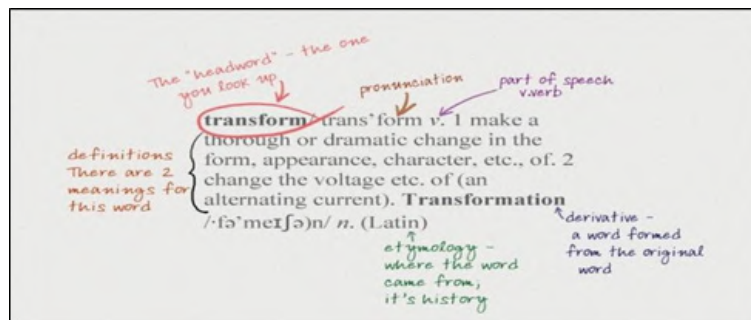 The "headword" - the one
you look up
pronunciation
part of speech
v.verb
transform/ trans'form v. 1 make a
thorough or dramatic change in the
form, appearance, character, etc., of. 2
change the voltage etc. of (an
alternating current). Transformation
/·fə'meɪʃə)n/ n. (Latin)
definitions
There are 2
meanings for
this word
etymology -
where the word
came from,
it's history
derivative -
a word formed
from the original
word